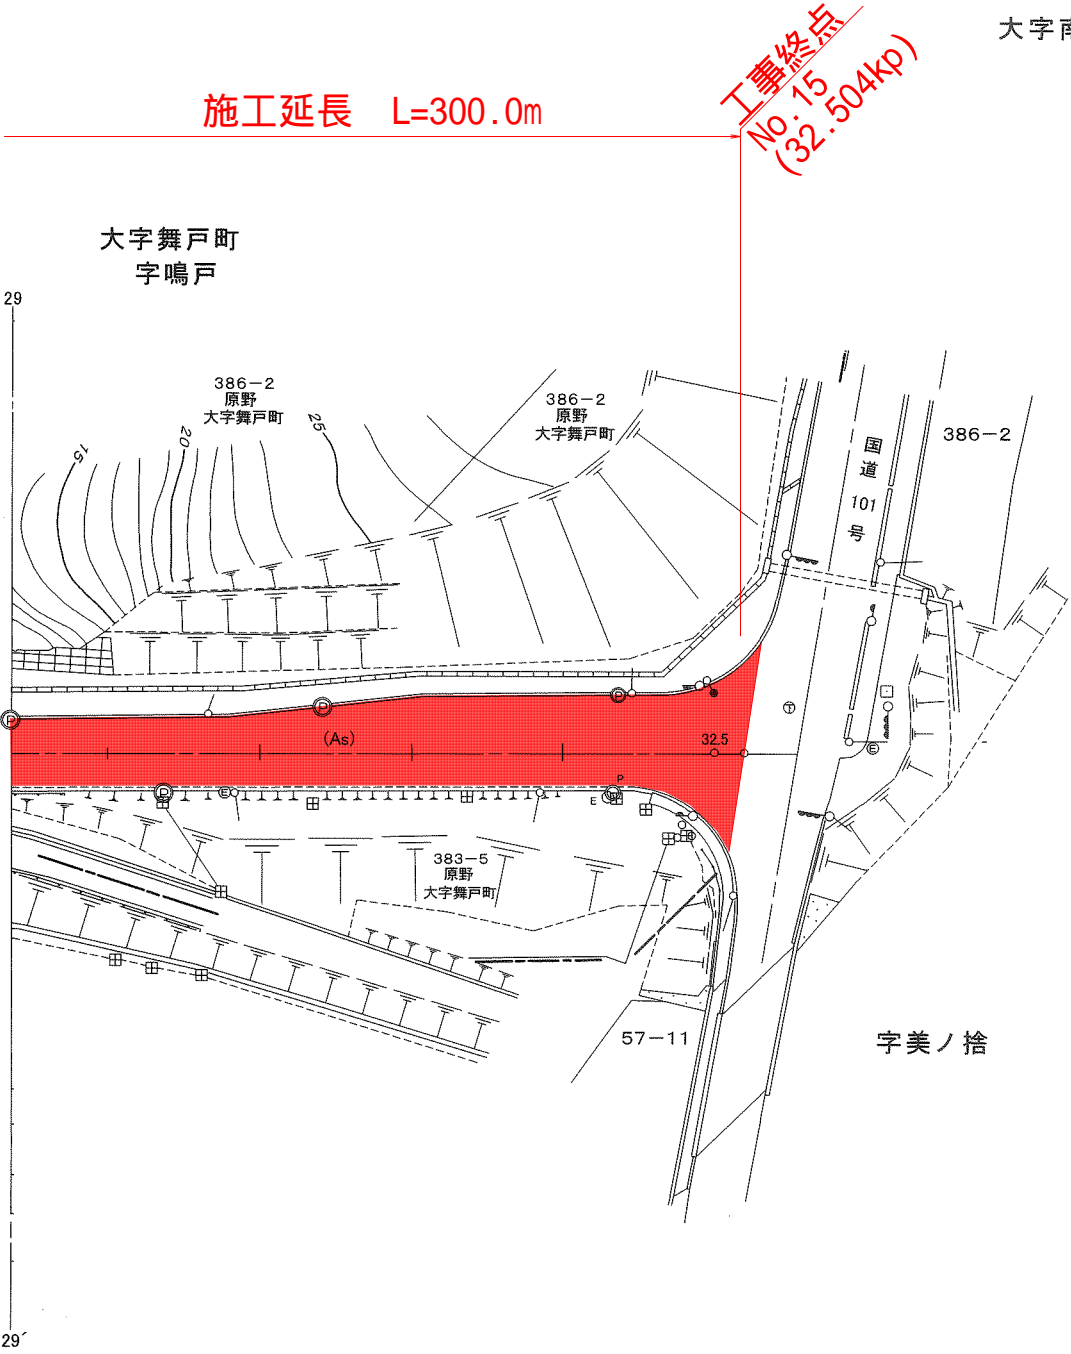 大字南
工事終点
No.15
(32.504kp)
施工延長 L=300.0m
大字舞戸町
字鳴戸
29
386-2
原野
大字舞戸町
386-2
原野
大字舞戸町
15
20
25
386-2
国道101号
(As)
32.5
P
P
P
P
P
E
E
E
T
383-5
原野
大字舞戸町
57-11
字美ノ捨
29´